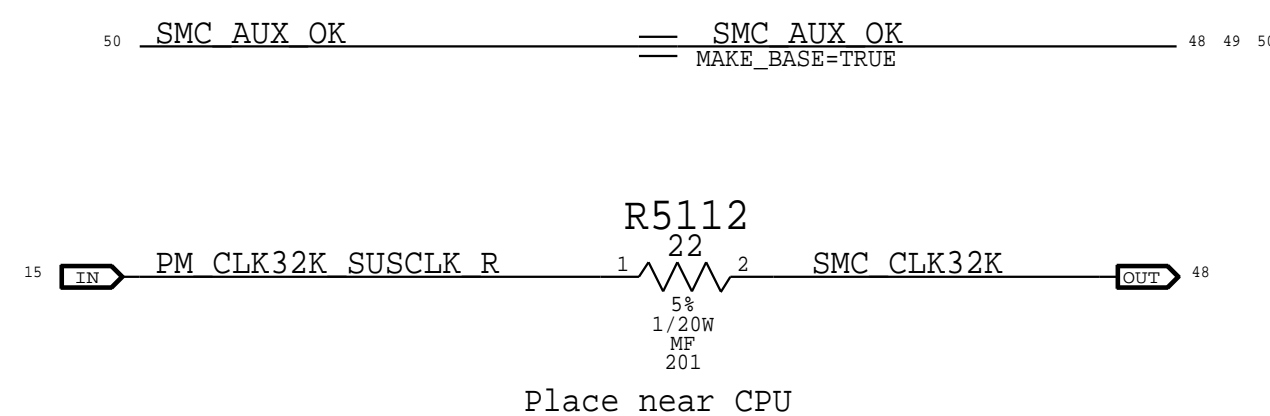 50 SMC_AUX_OK SMC_AUX_OK 48 49 50
MAKE_BASE=TRUE
R5112
22
15 IN PM_CLK32K_SUSCLK_R 1 2 SMC_CLK32K OUT 48
5%
1/20W
MF
201
Place near CPU